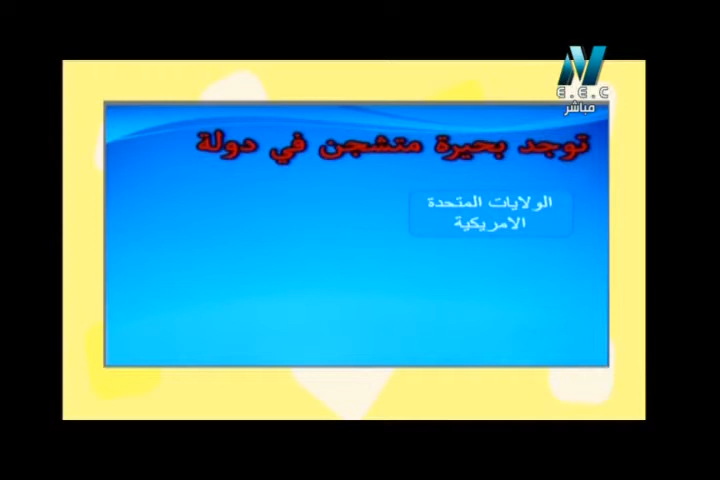 E.E.C
مباشر
توجد بحيرة متشجن في دولة
الولايات المتحدة
الامريكية